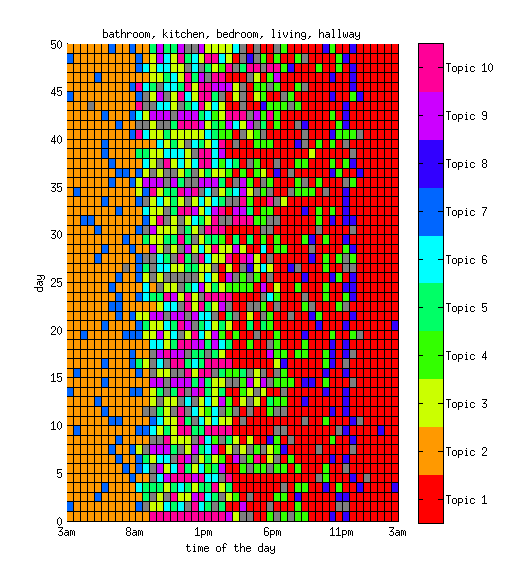 bathroom, kitchen, bedroom, living, hallway
50
45
40
35
30
25
20
15
10
5
0
day
3am 8am 1pm 6pm 11pm 3am
time of the day
Topic 10
Topic 9
Topic 8
Topic 7
Topic 6
Topic 5
Topic 4
Topic 3
Topic 2
Topic 1